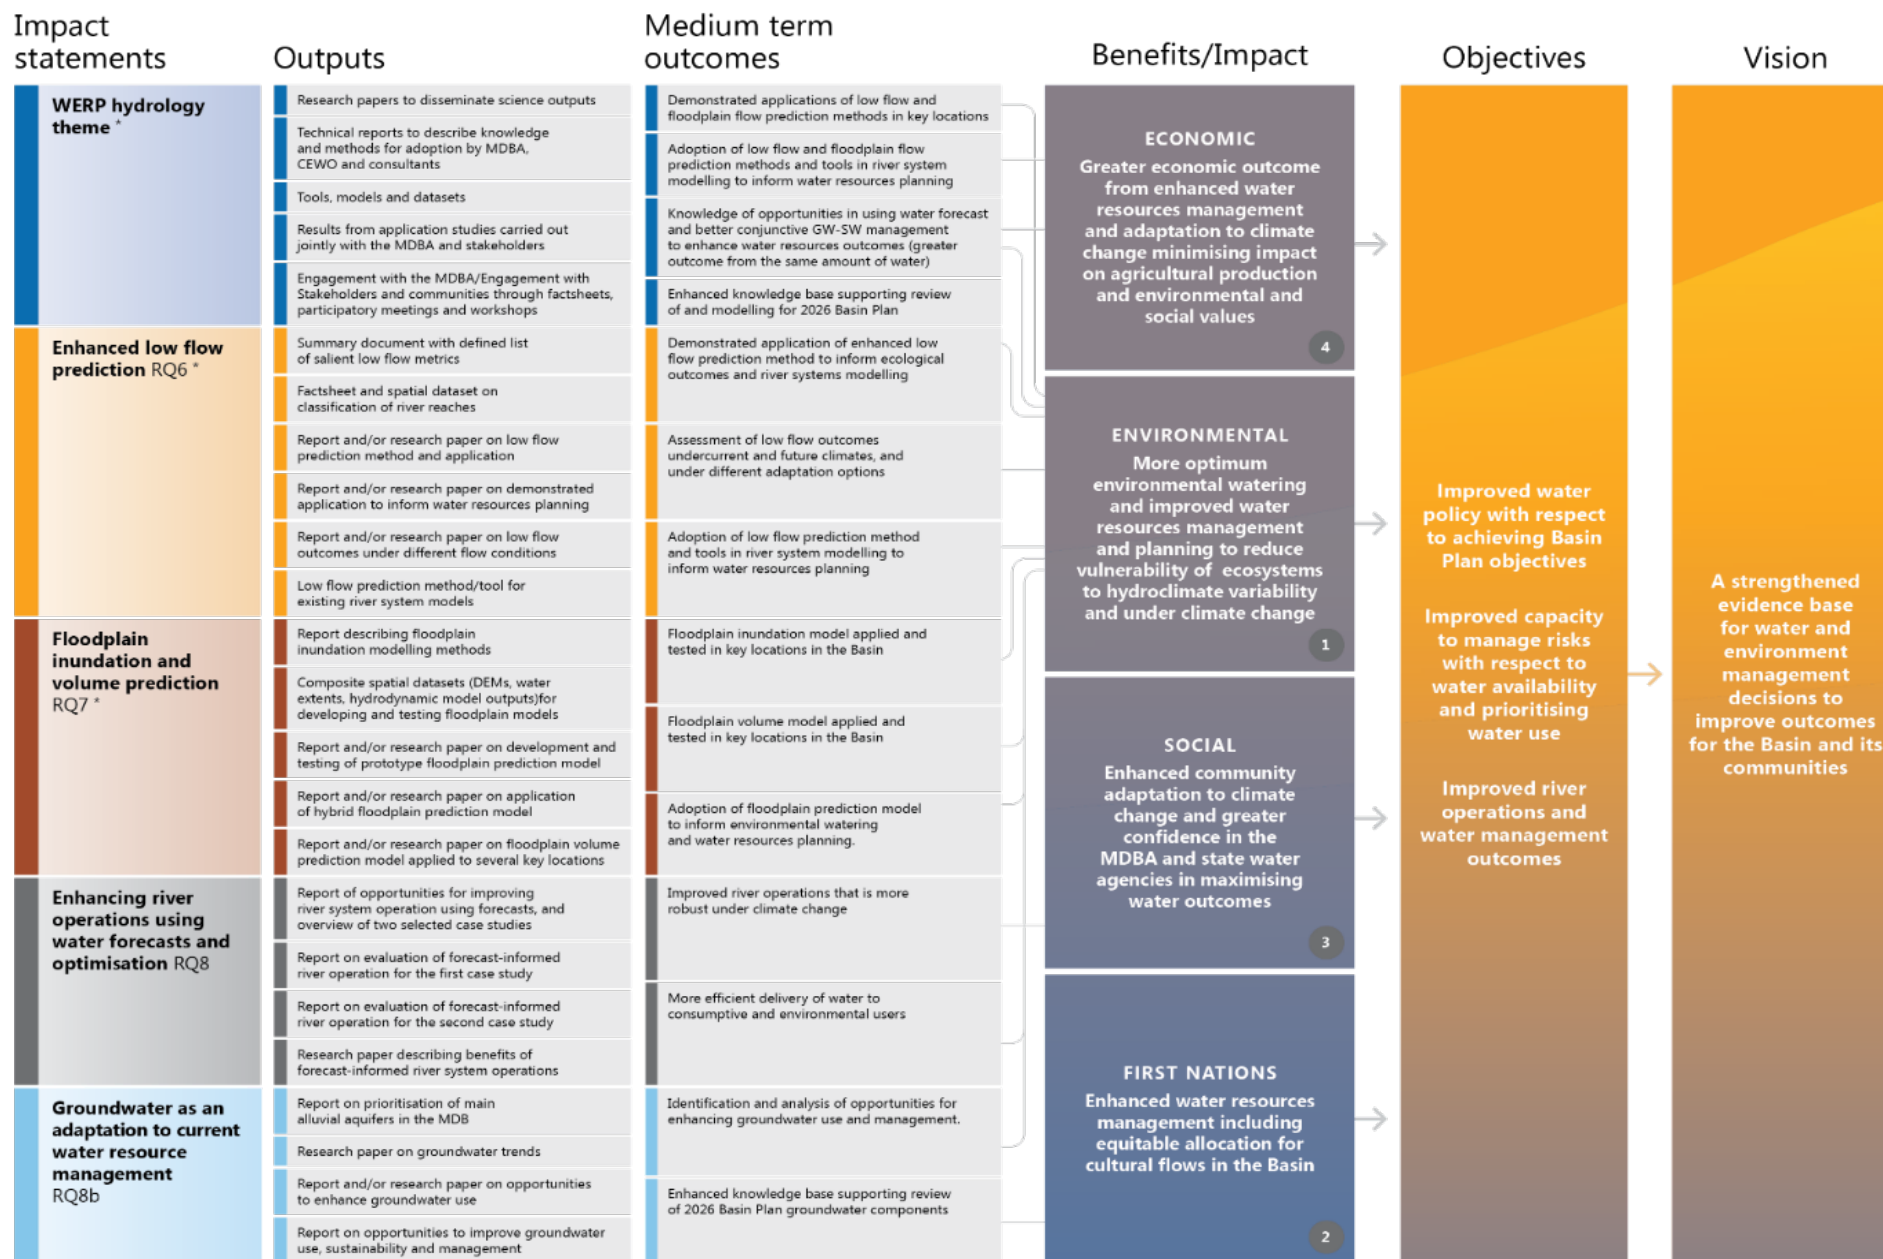 Impact
statements
Outputs
Medium term
outcomes
Benefits/Impact
Objectives
Vision
WERP hydrology
theme *
Research papers to disseminate science outputs
Technical reports to describe knowledge
and methods for adoption by MDBA,
CEWO and consultants
Tools, models and datasets
Results from application studies carried out
jointly with the MDBA and stakeholders
Engagement with the MDBA/Engagement with
Stakeholders and communities through factsheets,
participatory meetings and workshops
Demonstrated applications of low flow and
floodplain flow prediction methods in key locations
Adoption of low flow and floodplain flow
prediction methods and tools in river system
modelling to inform water resources planning
Knowledge of opportunities in using water forecast
and better conjunctive GW-SW management
to enhance water resources outcomes (greater
outcome from the same amount of water)
Enhanced knowledge base supporting review
of and modelling for 2026 Basin Plan
Enhanced low flow
prediction RQ6 *
Summary document with defined list
of salient low flow metrics
Factsheet and spatial dataset on
classification of river reaches
Report and/or research paper on low flow
prediction method and application
Report and/or research paper on demonstrated
application to inform water resources planning
Report and/or research paper on low flow
outcomes under different flow conditions
Low flow prediction method/tool for
existing river system models
Demonstrated application of enhanced low
flow prediction method to inform ecological
outcomes and river systems modelling
Assessment of low flow outcomes
undercurrent and future climates, and
under different adaptation options
Adoption of low flow prediction method
and tools in river system modelling to
inform water resources planning
Floodplain
inundation and
volume prediction
RQ7 *
Report describing floodplain
inundation modelling methods
Composite spatial datasets (DEMs, water
extents, hydrodynamic model outputs)for
developing and testing floodplain models
Report and/or research paper on development and
testing of prototype floodplain prediction model
Report and/or research paper on application
of hybrid floodplain prediction model
Report and/or research paper on floodplain volume
prediction model applied to several key locations
Floodplain inundation model applied and
tested in key locations in the Basin
Floodplain volume model applied and
tested in key locations in the Basin
Adoption of floodplain prediction model
to inform environmental watering
and water resources planning.
Enhancing river
operations using
water forecasts and
optimisation RQ8
Report of opportunities for improving
river system operation using forecasts, and
overview of two selected case studies
Report on evaluation of forecast-informed
river operation for the first case study
Report on evaluation of forecast-informed
river operation for the second case study
Research paper describing benefits of
forecast-informed river system operations
Improved river operations that is more
robust under climate change
More efficient delivery of water to
consumptive and environmental users
Groundwater as an
adaptation to current
water resource
management
RQ8b
Report on prioritisation of main
alluvial aquifers in the MDB
Research paper on groundwater trends
Report and/or research paper on opportunities
to enhance groundwater use
Report on opportunities to improve groundwater
use, sustainability and management
Identification and analysis of opportunities for
enhancing groundwater use and management.
Enhanced knowledge base supporting review
of 2026 Basin Plan groundwater components
ECONOMIC
Greater economic outcome
from enhanced water
resources management
and adaptation to climate
change minimising impact
on agricultural production
and environmental and
social values
4
ENVIRONMENTAL
More optimum
environmental watering
and improved water
resources management
and planning to reduce
vulnerability of ecosystems
to hydroclimate variability
and under climate change
1
SOCIAL
Enhanced community
adaptation to climate
change and greater
confidence in the
MDBA and state water
agencies in maximising
water outcomes
3
FIRST NATIONS
Enhanced water resources
management including
equitable allocation for
cultural flows in the Basin
2
Improved water
policy with respect
to achieving Basin
Plan objectives
Improved capacity
to manage risks
with respect to
water availability
and prioritising
water use
Improved river
operations and
water management
outcomes
A strengthened
evidence base
for water and
environment
management
decisions to
improve outcomes
for the Basin and its
communities